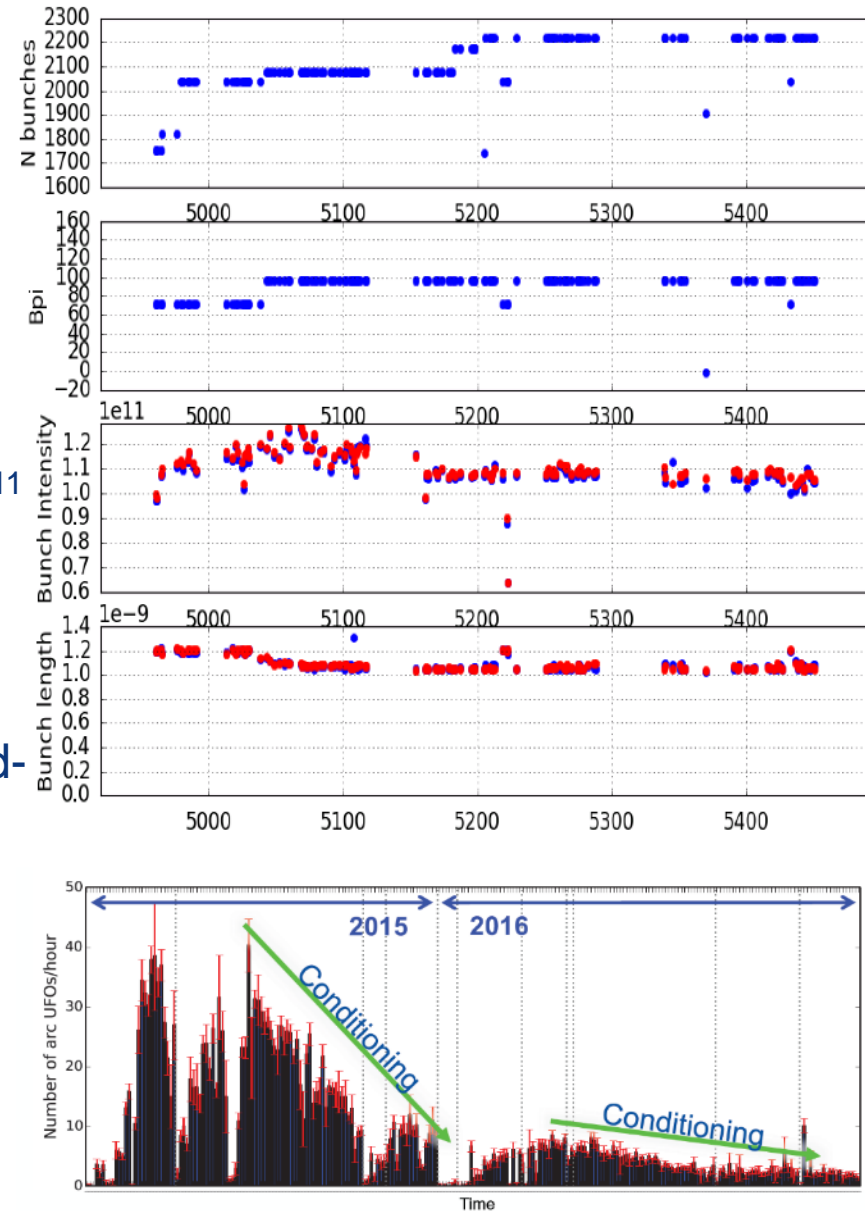 2300
2200
2100
2000
1900
1800
1700
1600
N bunches
5000 5100 5200 5300 5400
160
140
120
100
80
60
40
20
0
−20
Bpi
5000 5100 5200 5300 5400
1e11
1.2
1.1
1.0
0.9
0.8
0.7
0.6
Bunch Intensity
11
5000 5100 5200 5300 5400
1e−9
1.4
1.2
1.0
0.8
0.6
0.4
0.2
0.0
Bunch length
d-
5000 5100 5200 5300 5400
50
40
30
20
10
0
Number of arc UFOs/hour
2015 2016
Conditioning
Conditioning
Time